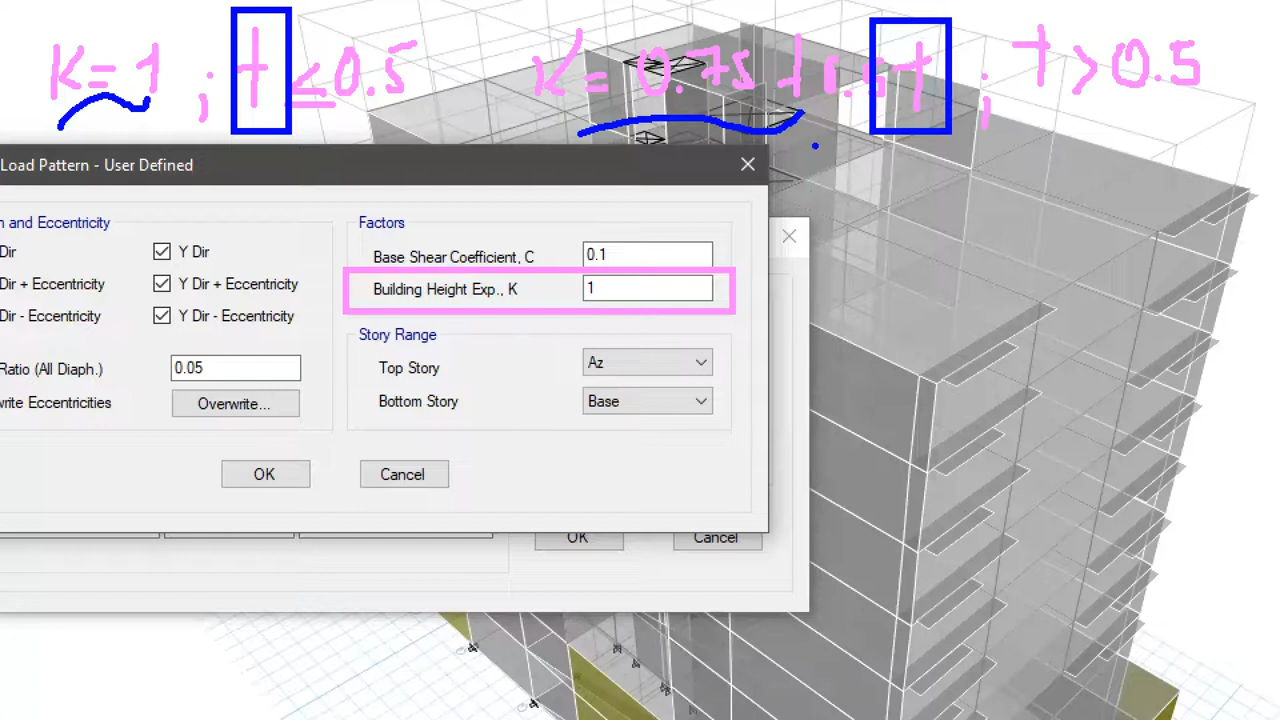 K=1 ; T ≤0.5 K= 0.75 +0.5T ; T >0.5
Load Pattern - User Defined
n and Eccentricity
Dir
Y Dir
Dir + Eccentricity
Y Dir + Eccentricity
Dir - Eccentricity
Y Dir - Eccentricity
Ratio (All Diaph.)
0.05
write Eccentricities
Overwrite...
Factors
Base Shear Coefficient, C
0.1
Building Height Exp., K
1
Story Range
Top Story
Az
Bottom Story
Base
OK
Cancel
OK
Cancel